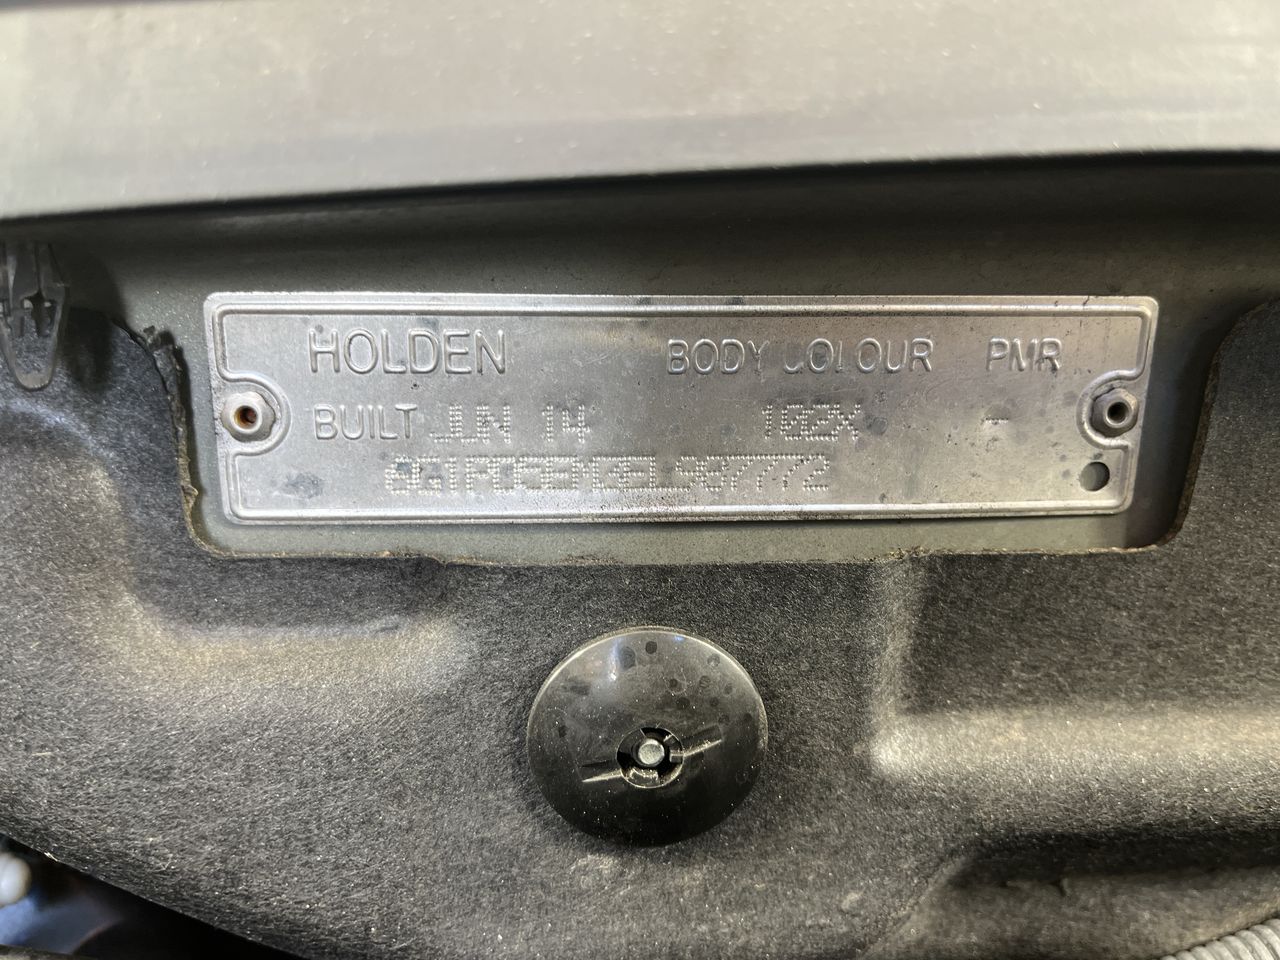 HOLDEN BODY COLOUR PMR
BUILT JUN 14 102X -